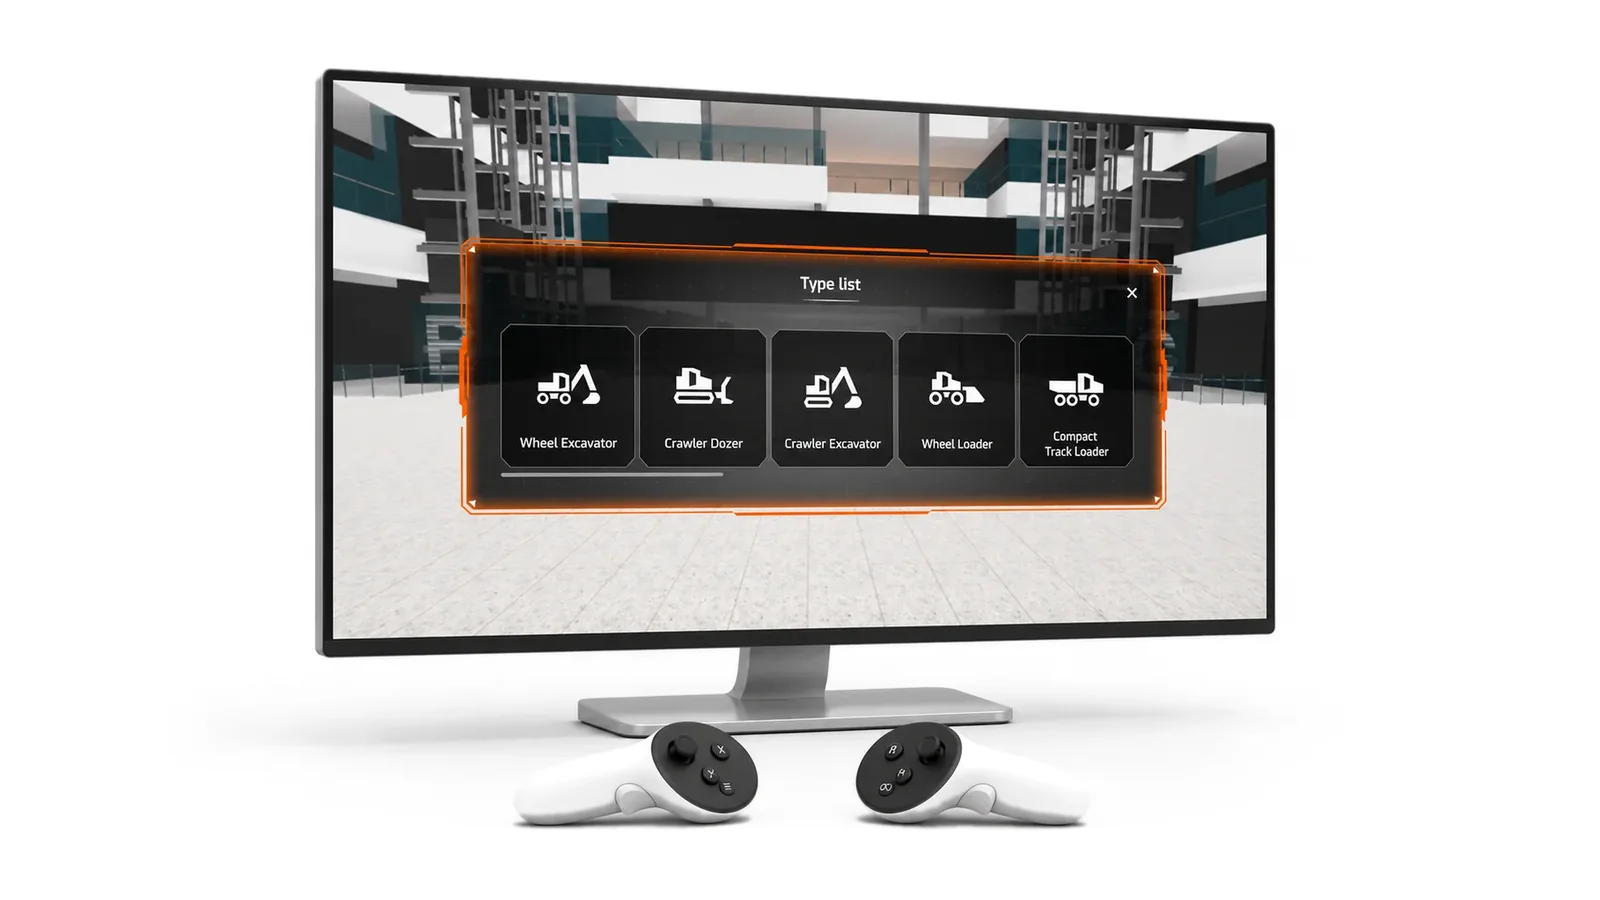 Type list
×
Wheel Excavator
Crawler Dozer
Crawler Excavator
Wheel Loader
Compact
Track Loader
X
Y